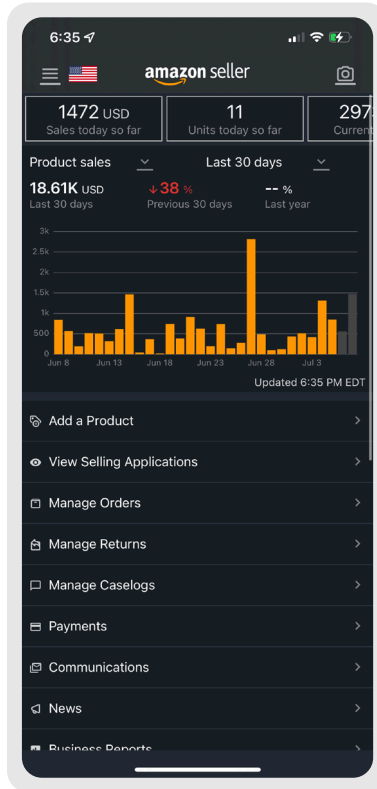 6:35
amazon seller
1472 USD
Sales today so far
11
Units today so far
297
Current
Product sales
Last 30 days
18.61K USD
Last 30 days
↓38 %
Previous 30 days
-- %
Last year
3k
2.5k
2k
1.5k
1k
500
0
Jun 8 Jun 13 Jun 18 Jun 23 Jun 28 Jul 3
Updated 6:35 PM EDT
Add a Product
View Selling Applications
Manage Orders
Manage Returns
Manage Caselogs
Payments
Communications
News
Business Reports